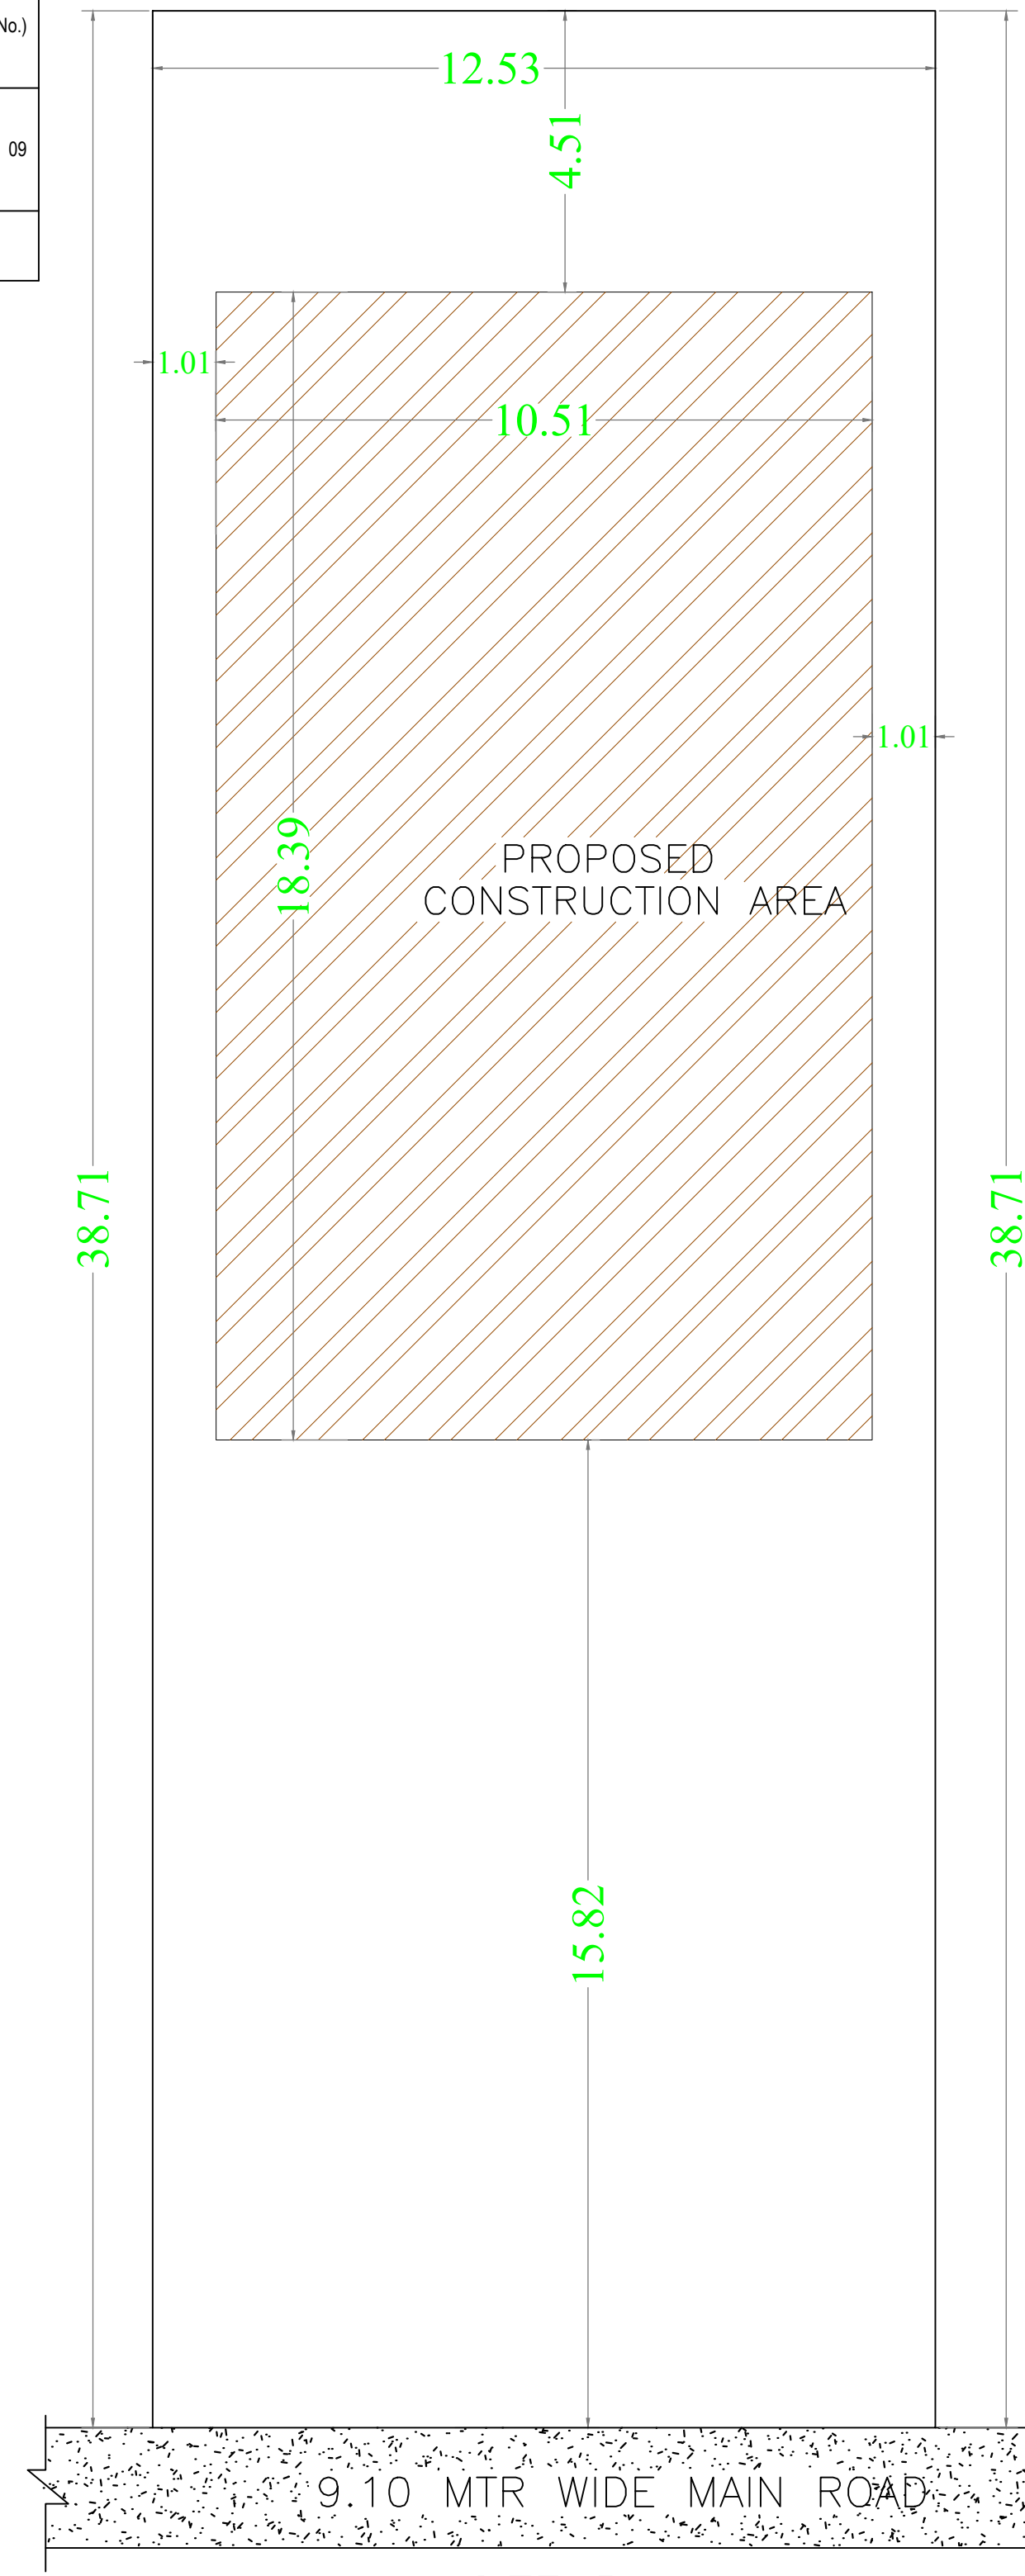 No.)
09
12.53
4.51
1.01
10.51
1.01
18.39
PROPOSED
CONSTRUCTION AREA
38.71
38.71
15.82
9.10 MTR WIDE MAIN ROAD